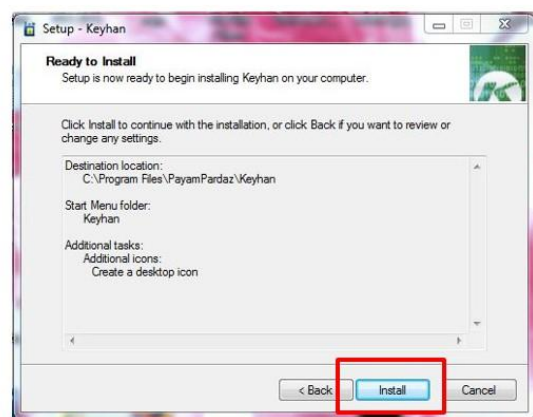 Setup - Keyhan
Ready to Install
Setup is now ready to begin installing Keyhan on your computer.
Click Install to continue with the installation, or click Back if you want to review or
change any settings.
Destination location:
C:\Program Files\PayamPardaz\Keyhan
Start Menu folder:
Keyhan
Additional tasks:
Additional icons:
Create a desktop icon
< Back
Install
Cancel